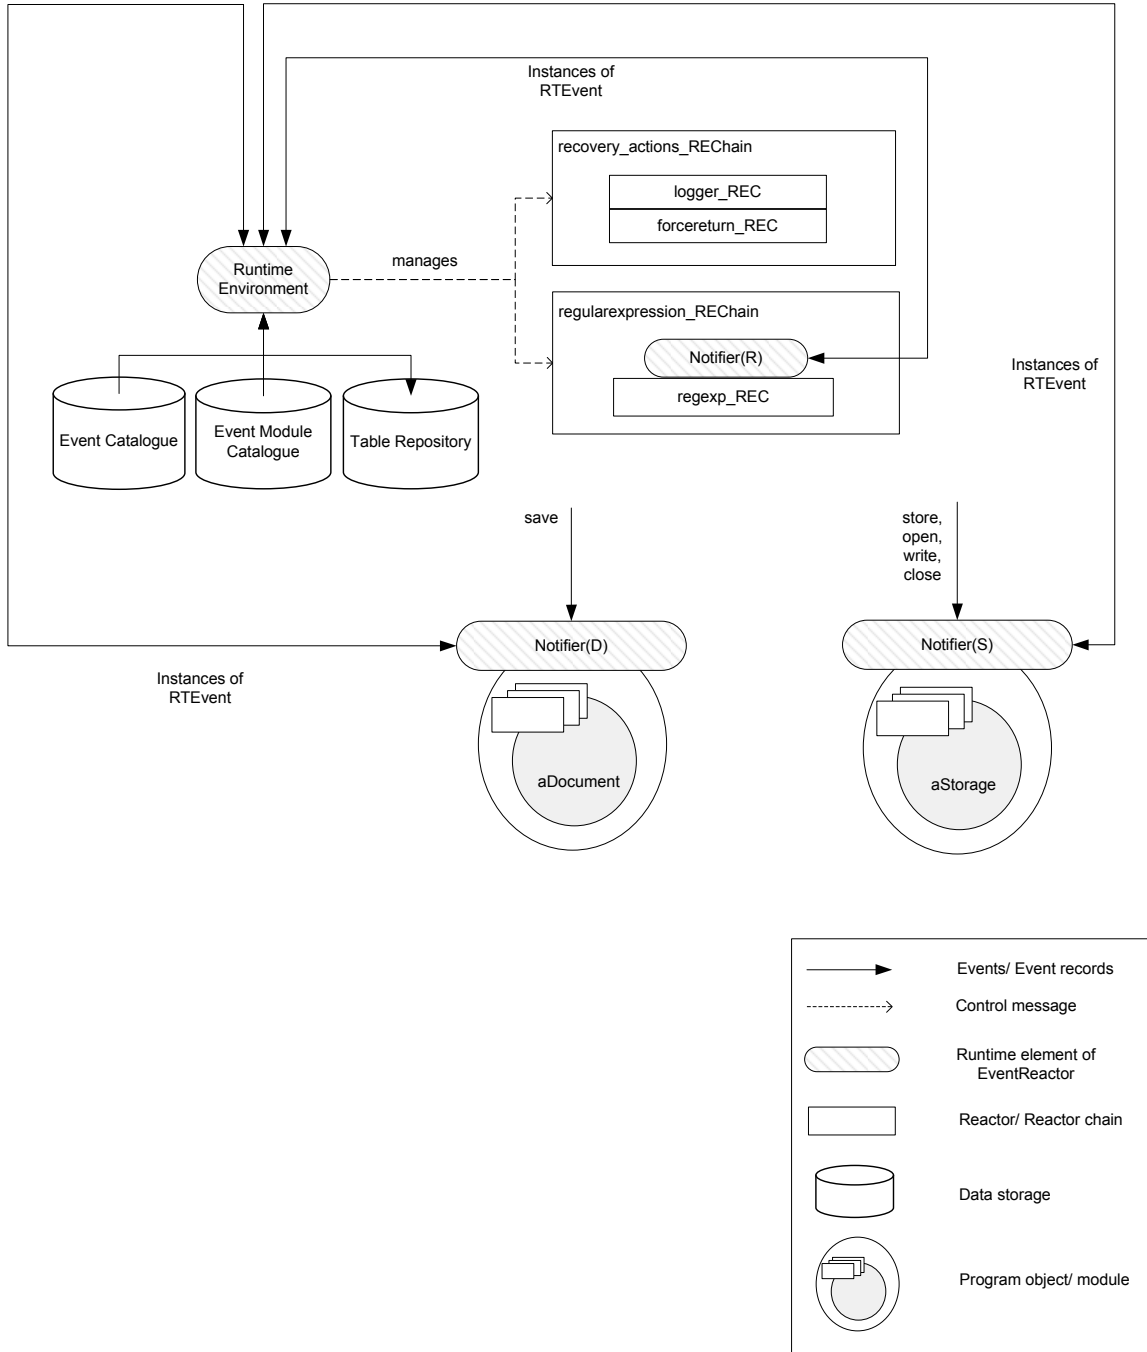 Instances of
RTEvent
recovery_actions_REChain
logger_REC
forcereturn_REC
manages
Runtime
Environment
regularexpression_REChain
Notifier(R)
regexp_REC
Instances of
RTEvent
Event Catalogue
Event Module
Catalogue
Table Repository
save
store,
open,
write,
close
Notifier(D)
Notifier(S)
Instances of
RTEvent
aDocument
aStorage
Events/ Event records
Control message
Runtime element of
EventReactor
Reactor/ Reactor chain
Data storage
Program object/ module